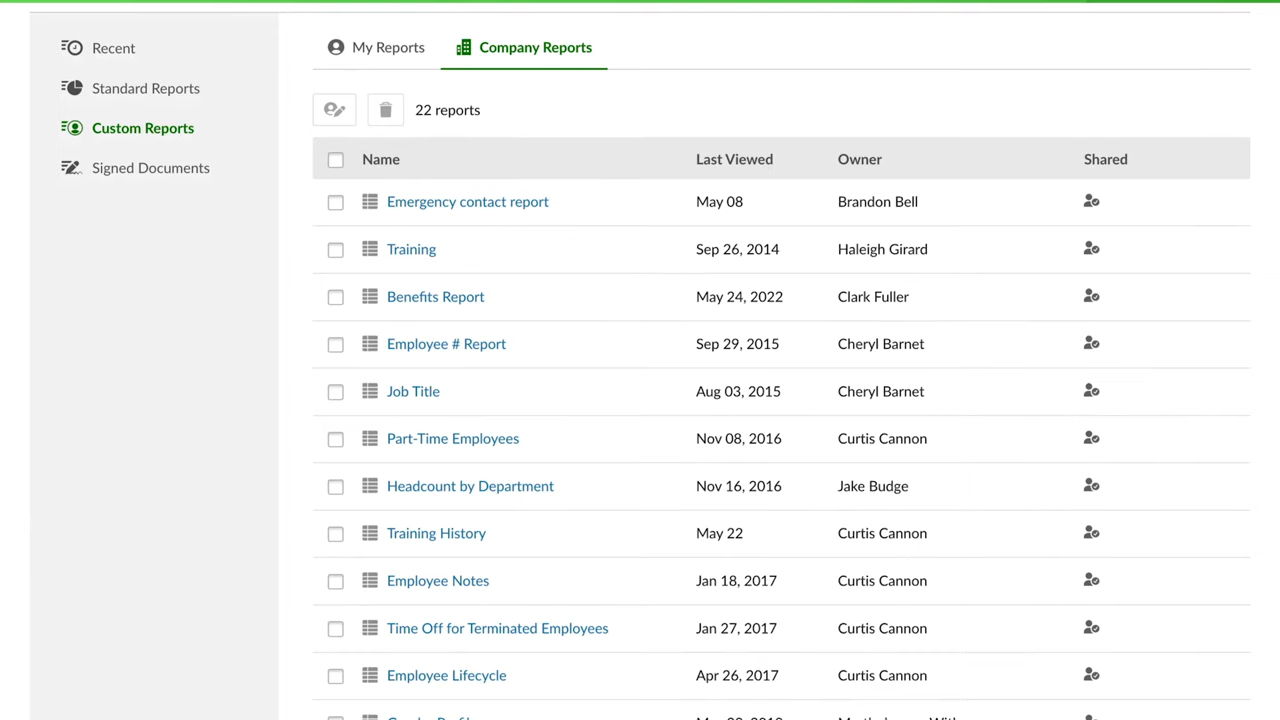 Recent
Standard Reports
Custom Reports
Signed Documents
My Reports Company Reports
22 reports
Name Last Viewed Owner Shared
Emergency contact report May 08 Brandon Bell
Training Sep 26, 2014 Haleigh Girard
Benefits Report May 24, 2022 Clark Fuller
Employee # Report Sep 29, 2015 Cheryl Barnet
Job Title Aug 03, 2015 Cheryl Barnet
Part-Time Employees Nov 08, 2016 Curtis Cannon
Headcount by Department Nov 16, 2016 Jake Budge
Training History May 22 Curtis Cannon
Employee Notes Jan 18, 2017 Curtis Cannon
Time Off for Terminated Employees Jan 27, 2017 Curtis Cannon
Employee Lifecycle Apr 26, 2017 Curtis Cannon